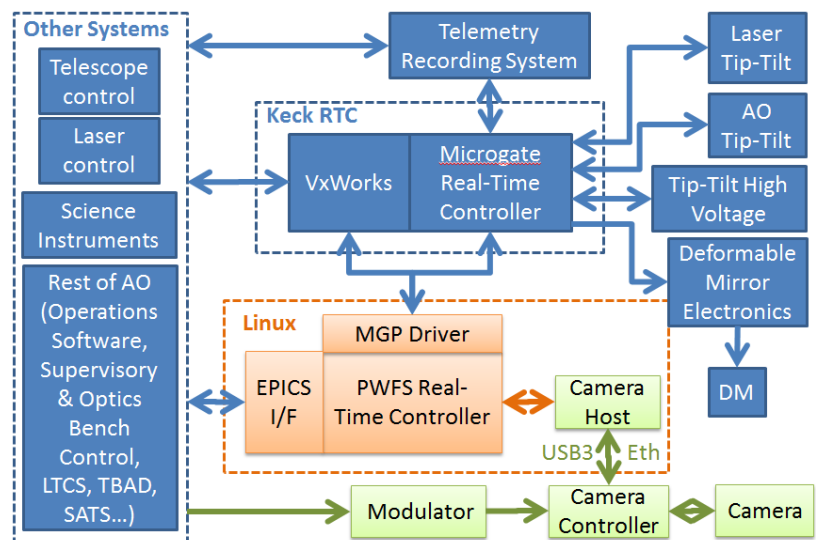 Other Systems
Telescope
control
Laser
control
Science
Instruments
Rest of AO
(Operations
Software,
Supervisory
& Optics
Bench
Control,
LTCS, TBAD,
SATS...)
Telemetry
Recording System
Keck RTC
VxWorks
Microgate
Real-Time
Controller
Laser
Tip-Tilt
AO
Tip-Tilt
Tip-Tilt High
Voltage
Deformable
Mirror
Electronics
DM
Linux
MGP Driver
EPICS
I/F
PWFS Real-
Time Controller
Camera
Host
USB3
Eth
Modulator
Camera
Controller
Camera